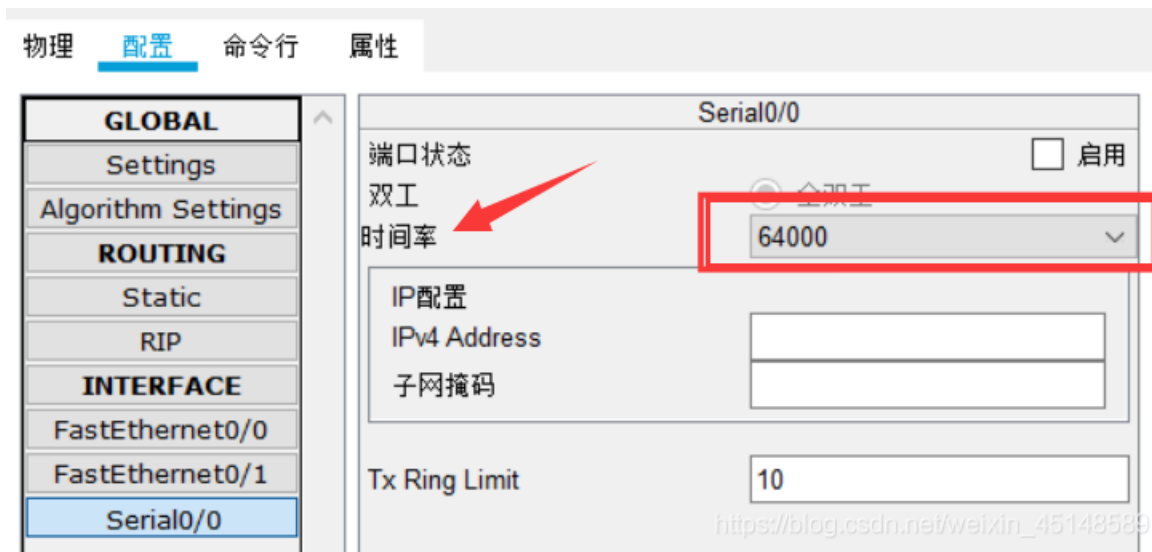 物理 配置 命令行 属性
GLOBAL
Settings
Algorithm Settings
ROUTING
Static
RIP
INTERFACE
FastEthernet0/0
FastEthernet0/1
Serial0/0
Serial0/0
端口状态 启用
双工 全双工
时间率 64000
IP配置
IPv4 Address
子网掩码
Tx Ring Limit 10
https://blog.csdn.net/weixin_45148589